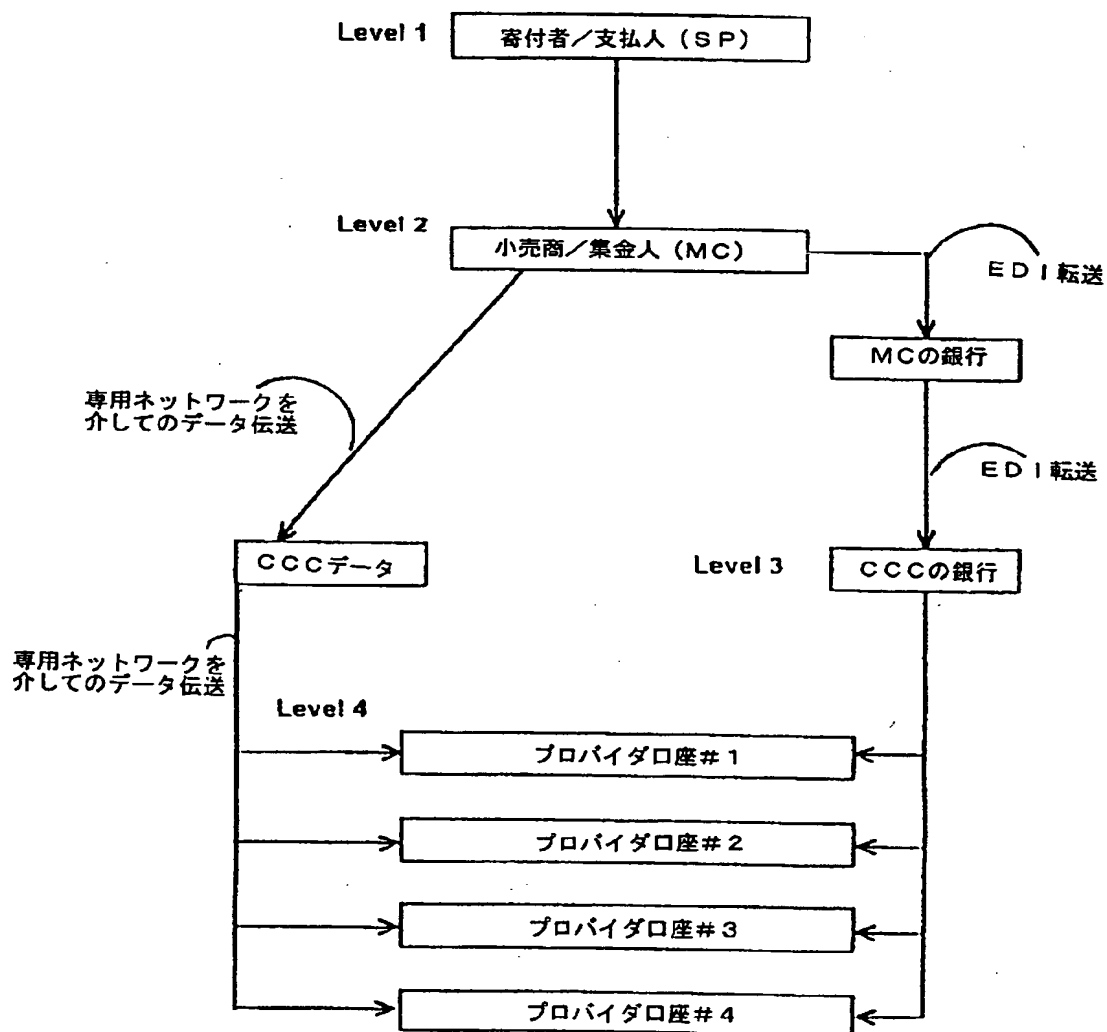 Level 1
寄付者／支払人（ＳＰ）
Level 2
小売商／集金人（ＭＣ）
ＥＤＩ転送
ＭＣの銀行
専用ネットワークを
介してのデータ伝送
ＥＤＩ転送
ＣＣＣデータ
Level 3
ＣＣＣの銀行
専用ネットワークを
介してのデータ伝送
Level 4
プロバイダ口座＃１
プロバイダ口座＃２
プロバイダ口座＃３
プロバイダ口座＃４